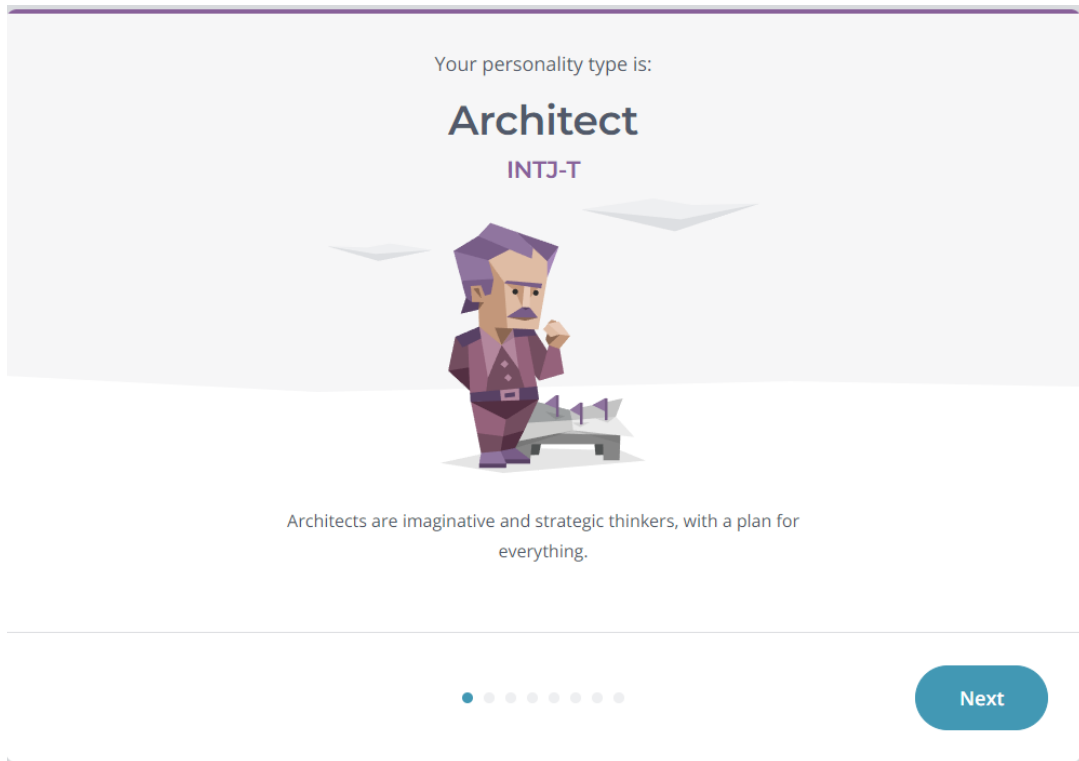 Your personality type is:
Architect
INTJ-T
Architects are imaginative and strategic thinkers, with a plan for
everything.
Next